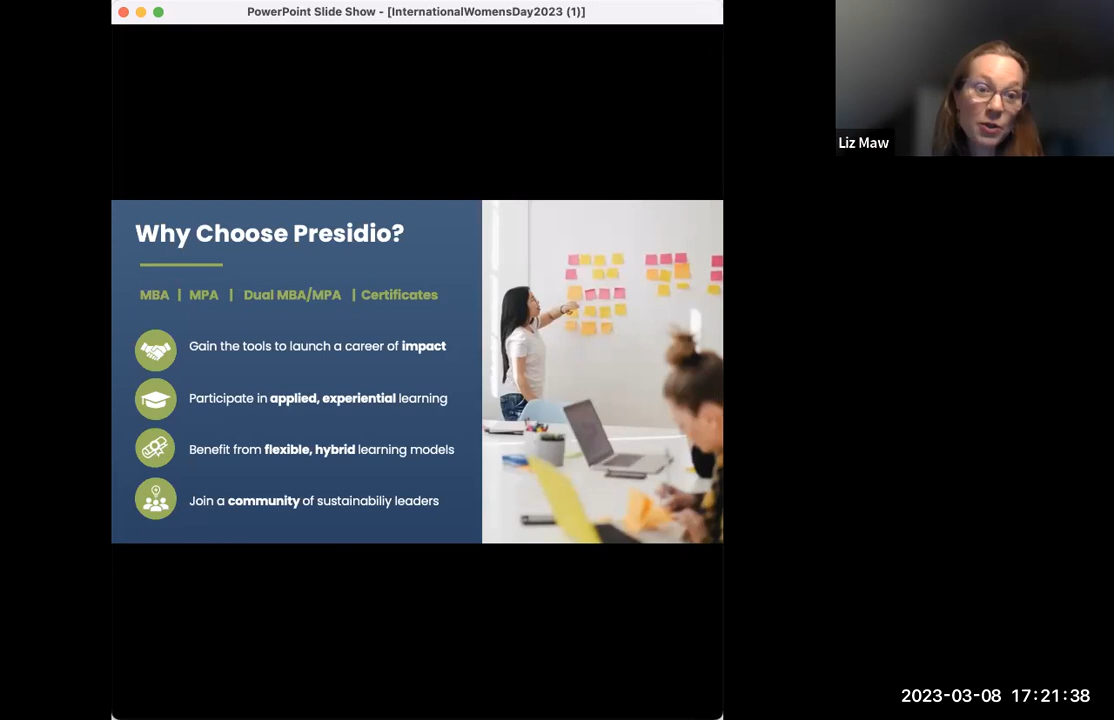 PowerPoint Slide Show - [InternationalWomensDay2023 (1)]
Liz Maw
Why Choose Presidio?
MBA | MPA | Dual MBA/MPA | Certificates
Gain the tools to launch a career of impact
Participate in applied, experiential learning
Benefit from flexible, hybrid learning models
Join a community of sustainabiliy leaders
2023-03-08 17:21:38